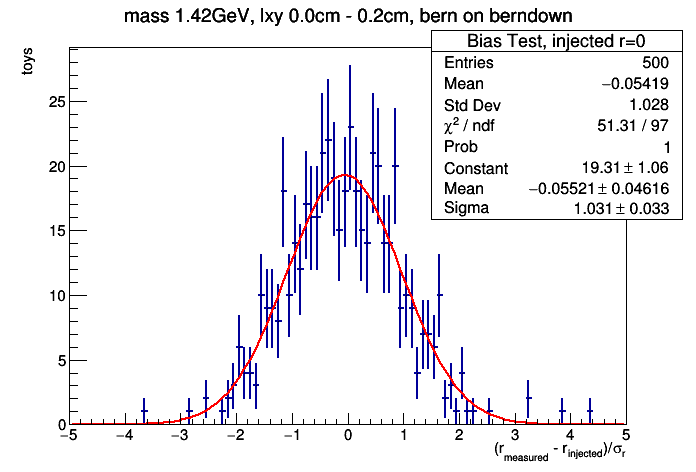 mass 1.42GeV, lxy 0.0cm - 0.2cm, bern on berndown
toys
Bias Test, injected r=0
Entries 500
Mean −0.05419
Std Dev 1.028
χ² / ndf 51.31 / 97
Prob 1
Constant 19.31 ± 1.06
Mean −0.05521 ± 0.04616
Sigma 1.031 ± 0.033
25
20
15
10
5
0
−5 −4 −3 −2 −1 0 1 2 3 4 5
(r_measured - r_injected)/σ_r